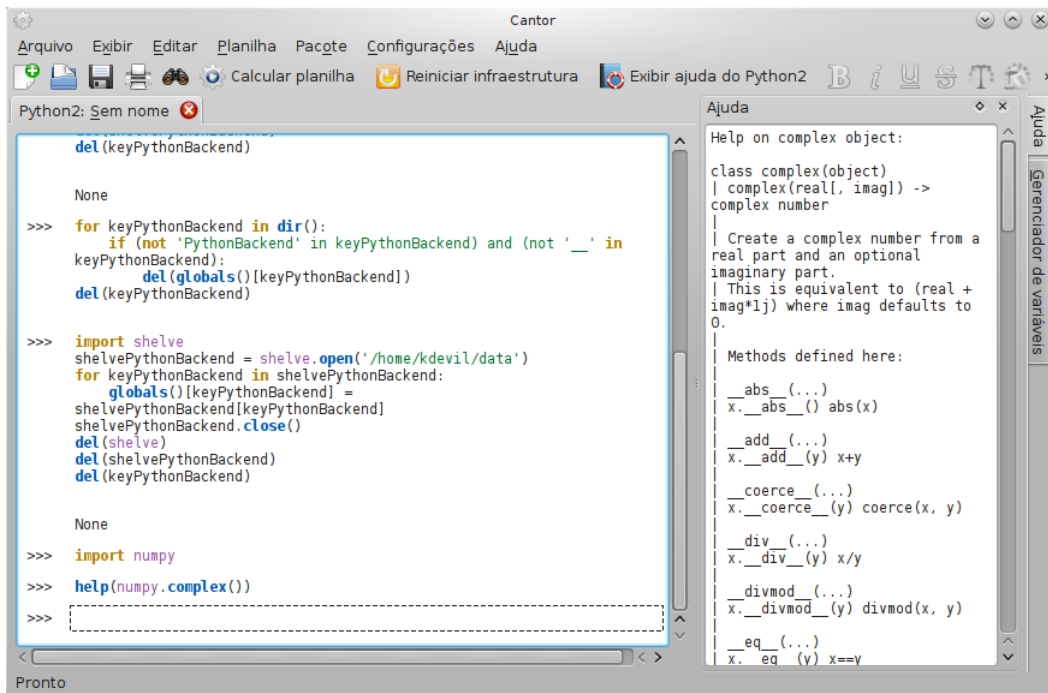 Cantor
Arquivo Exibir Editar Planilha Pacote Configurações Ajuda
Calcular planilha Reiniciar infraestrutura Exibir ajuda do Python2 B i U S T
Python2: Sem nome
del(keyPythonBackend)
None
>>> for keyPythonBackend in dir():
if (not 'PythonBackend' in keyPythonBackend) and (not '__' in
keyPythonBackend):
del(globals()[keyPythonBackend])
del(keyPythonBackend)
>>> import shelve
shelvePythonBackend = shelve.open('/home/kdevil/data')
for keyPythonBackend in shelvePythonBackend:
globals()[keyPythonBackend] =
shelvePythonBackend[keyPythonBackend]
shelvePythonBackend.close()
del(shelve)
del(shelvePythonBackend)
del(keyPythonBackend)
None
>>> import numpy
>>> help(numpy.complex())
>>>
Ajuda
Help on complex object:
class complex(object)
| complex(real[, imag]) ->
complex number
|
| Create a complex number from a
real part and an optional
imaginary part.
| This is equivalent to (real +
imag*1j) where imag defaults to
0.
|
| Methods defined here:
|
| __abs__(...)
| x.__abs__() abs(x)
|
| __add__(...)
| x.__add__(y) x+y
|
| __coerce__(...)
| x.__coerce__(y) coerce(x, y)
|
| __div__(...)
| x.__div__(y) x/y
|
| __divmod__(...)
| x.__divmod__(y) divmod(x, y)
|
| __eq__(...)
| x.__eq__(y) x==y
Ajuda
Gerenciador de variáveis
Pronto